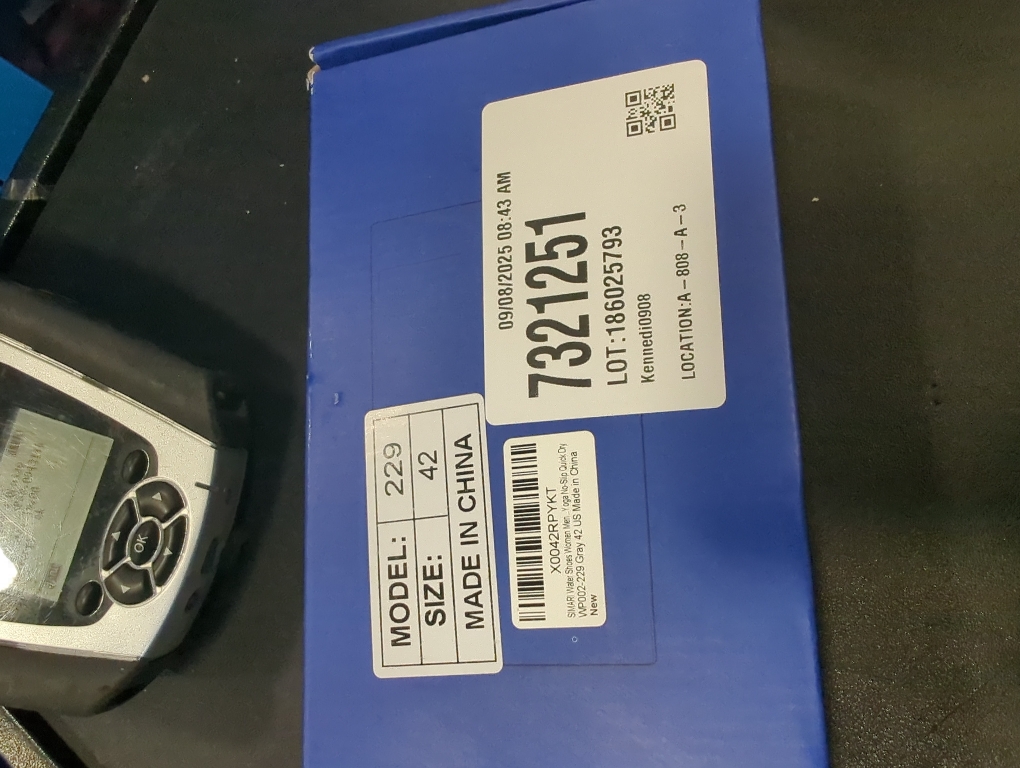 MODEL: 229
SIZE: 42
MADE IN CHINA
09/08/2025 08:43 AM
7321251
LOT:186025793
Kennedi0908
LOCATION:A-808-A-3
X0042RPYKT
SIMARI Water Shoes Women Men...Yoga No-Slip Quick Dry
WP002-229 Gray 42 US Made in China
New
OK